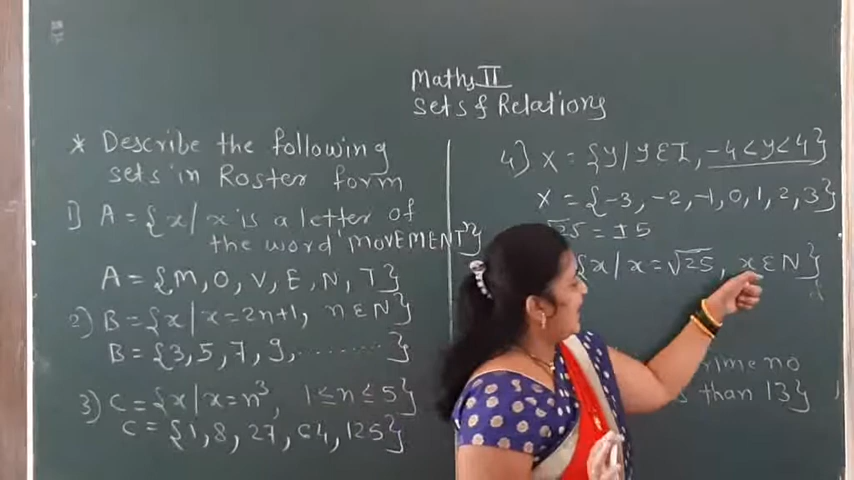 Maths II
Sets & Relations
* Describe the following
sets in Roster form
1) A = {x/x is a letter of
the word 'MOVEMENT'}
A = {M, O, V, E, N, T}
2) B = {x/x=2n+1, n ∈ N}
B = {3, 5, 7, 9, ........}
3) C = {x/x=n³, 1≤n≤5}
C = {1, 8, 27, 64, 125}
4) X = {y/y∈I, -4<y<4}
X = {-3, -2, -1, 0, 1, 2, 3}
√25 = ±5
{x/x=√25, x∈N}
prime no
than 13}